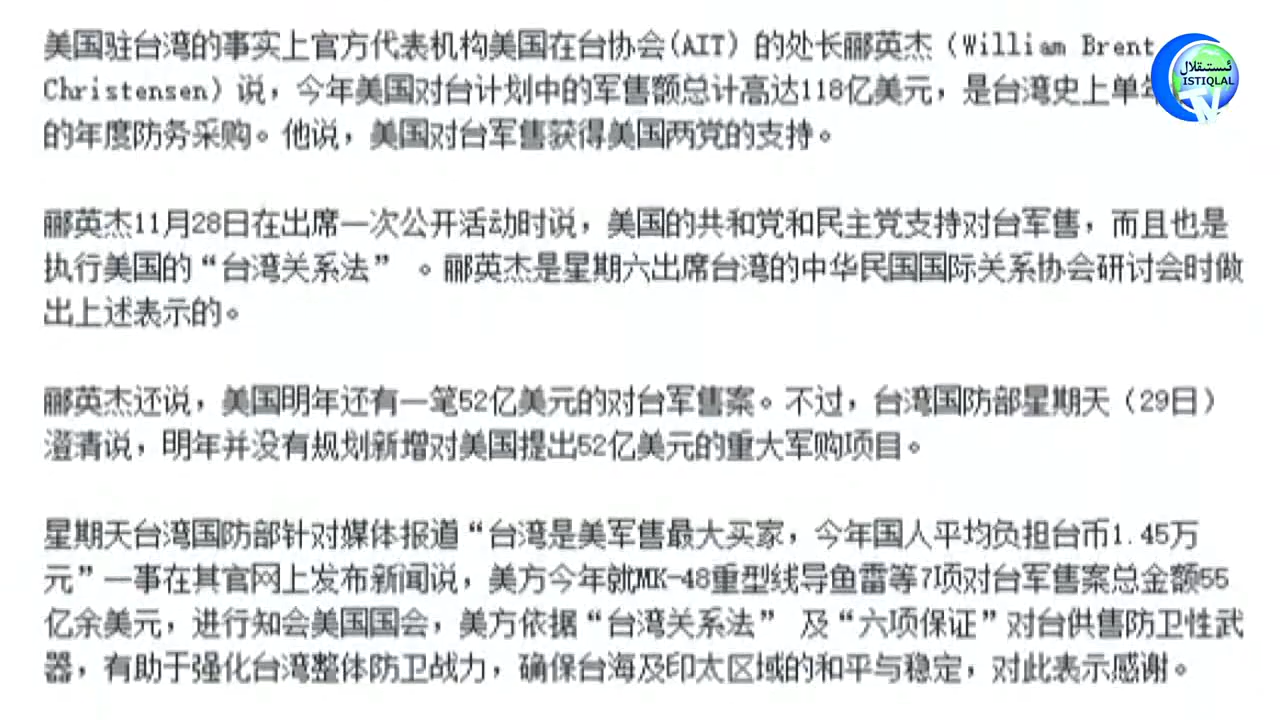 美国驻台湾的事实上官方代表机构美国在台协会(AIT) 的处长郦英杰（William Brent
Christensen）说，今年美国对台计划中的军售额总计高达118亿美元，是台湾史上单年
的年度防务采购。他说，美国对台军售获得美国两党的支持。
郦英杰11月28日在出席一次公开活动时说，美国的共和党和民主党支持对台军售，而且也是
执行美国的“台湾关系法” 。郦英杰是星期六出席台湾的中华民国国际关系协会研讨会时做
出上述表示的。
郦英杰还说，美国明年还有一笔52亿美元的对台军售案。不过，台湾国防部星期天（29日）
澄清说，明年并没有规划新增对美国提出52亿美元的重大军购项目。
星期天台湾国防部针对媒体报道“台湾是美军售最大买家，今年国人平均负担台币1.45万
元”一事在其官网上发布新闻说，美方今年就MK-48重型线导鱼雷等7项对台军售案总金额55
亿余美元，进行知会美国国会，美方依据“台湾关系法” 及“六项保证”对台供售防卫性武
器，有助于强化台湾整体防卫战力，确保台海及印太区域的和平与稳定，对此表示感谢。
ئىستىقلال
ISTIQLAL
TV